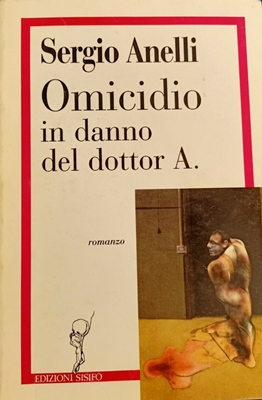 Sergio Anelli
Omicidio
in danno
del dottor A.
romanzo
EDIZIONI SISIFO